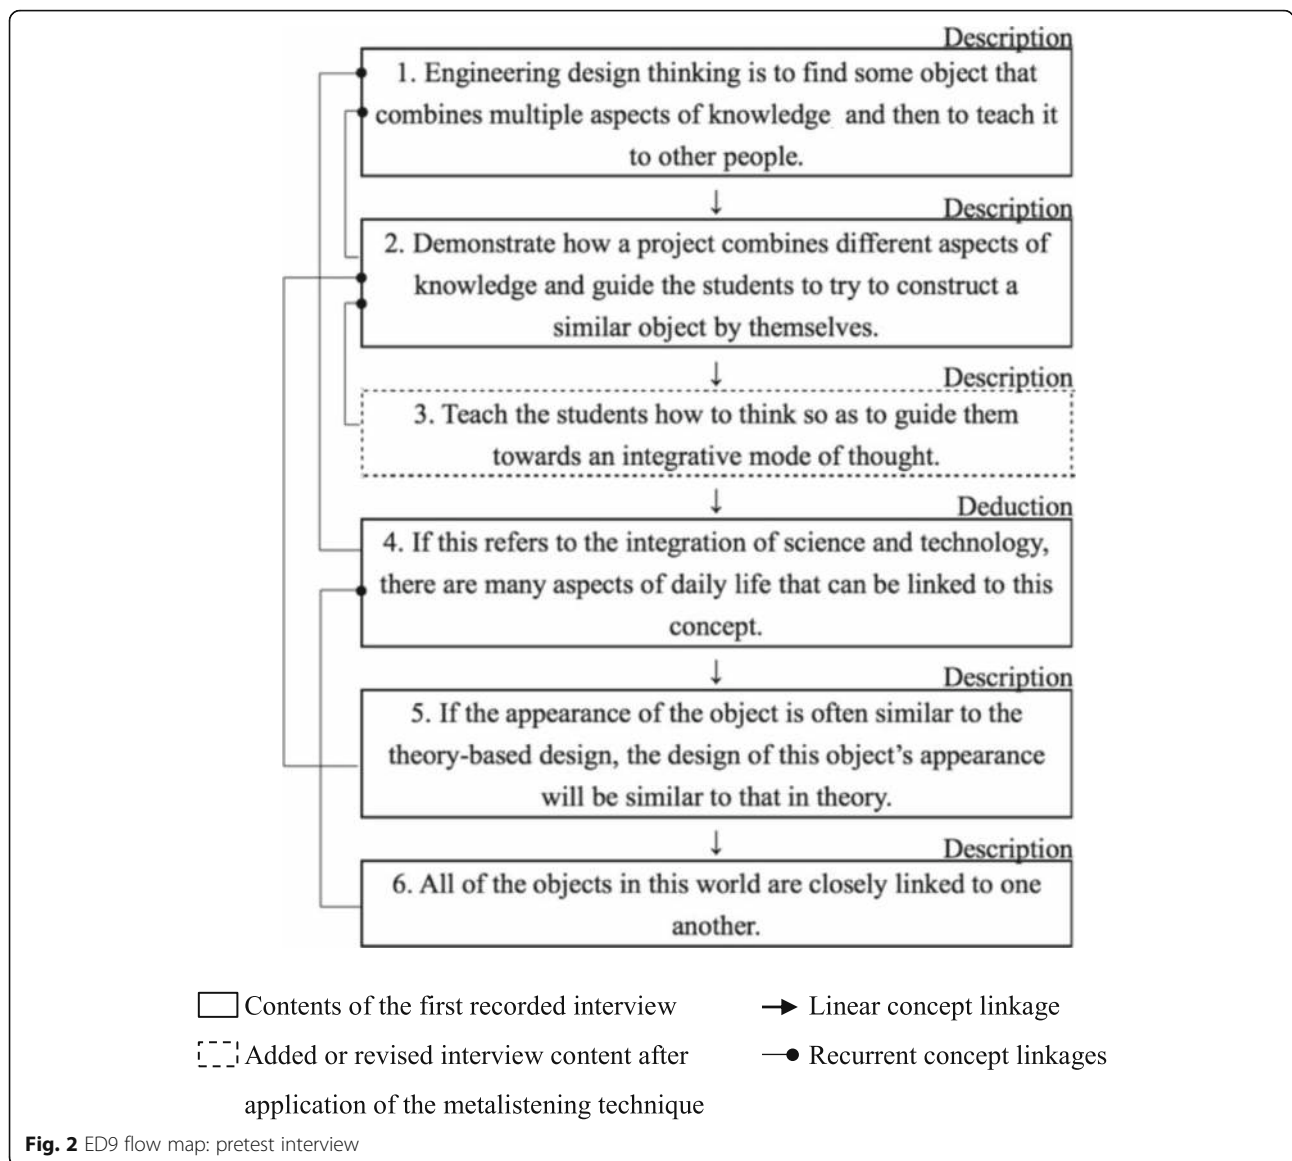 Description
1. Engineering design thinking is to find some object that
combines multiple aspects of knowledge and then to teach it
to other people.
Description
2. Demonstrate how a project combines different aspects of
knowledge and guide the students to try to construct a
similar object by themselves.
Description
3. Teach the students how to think so as to guide them
towards an integrative mode of thought.
Deduction
4. If this refers to the integration of science and technology,
there are many aspects of daily life that can be linked to this
concept.
Description
5. If the appearance of the object is often similar to the
theory-based design, the design of this object’s appearance
will be similar to that in theory.
Description
6. All of the objects in this world are closely linked to one
another.
Contents of the first recorded interview
Linear concept linkage
Added or revised interview content after
application of the metalistening technique
Recurrent concept linkages
Fig. 2 ED9 flow map: pretest interview